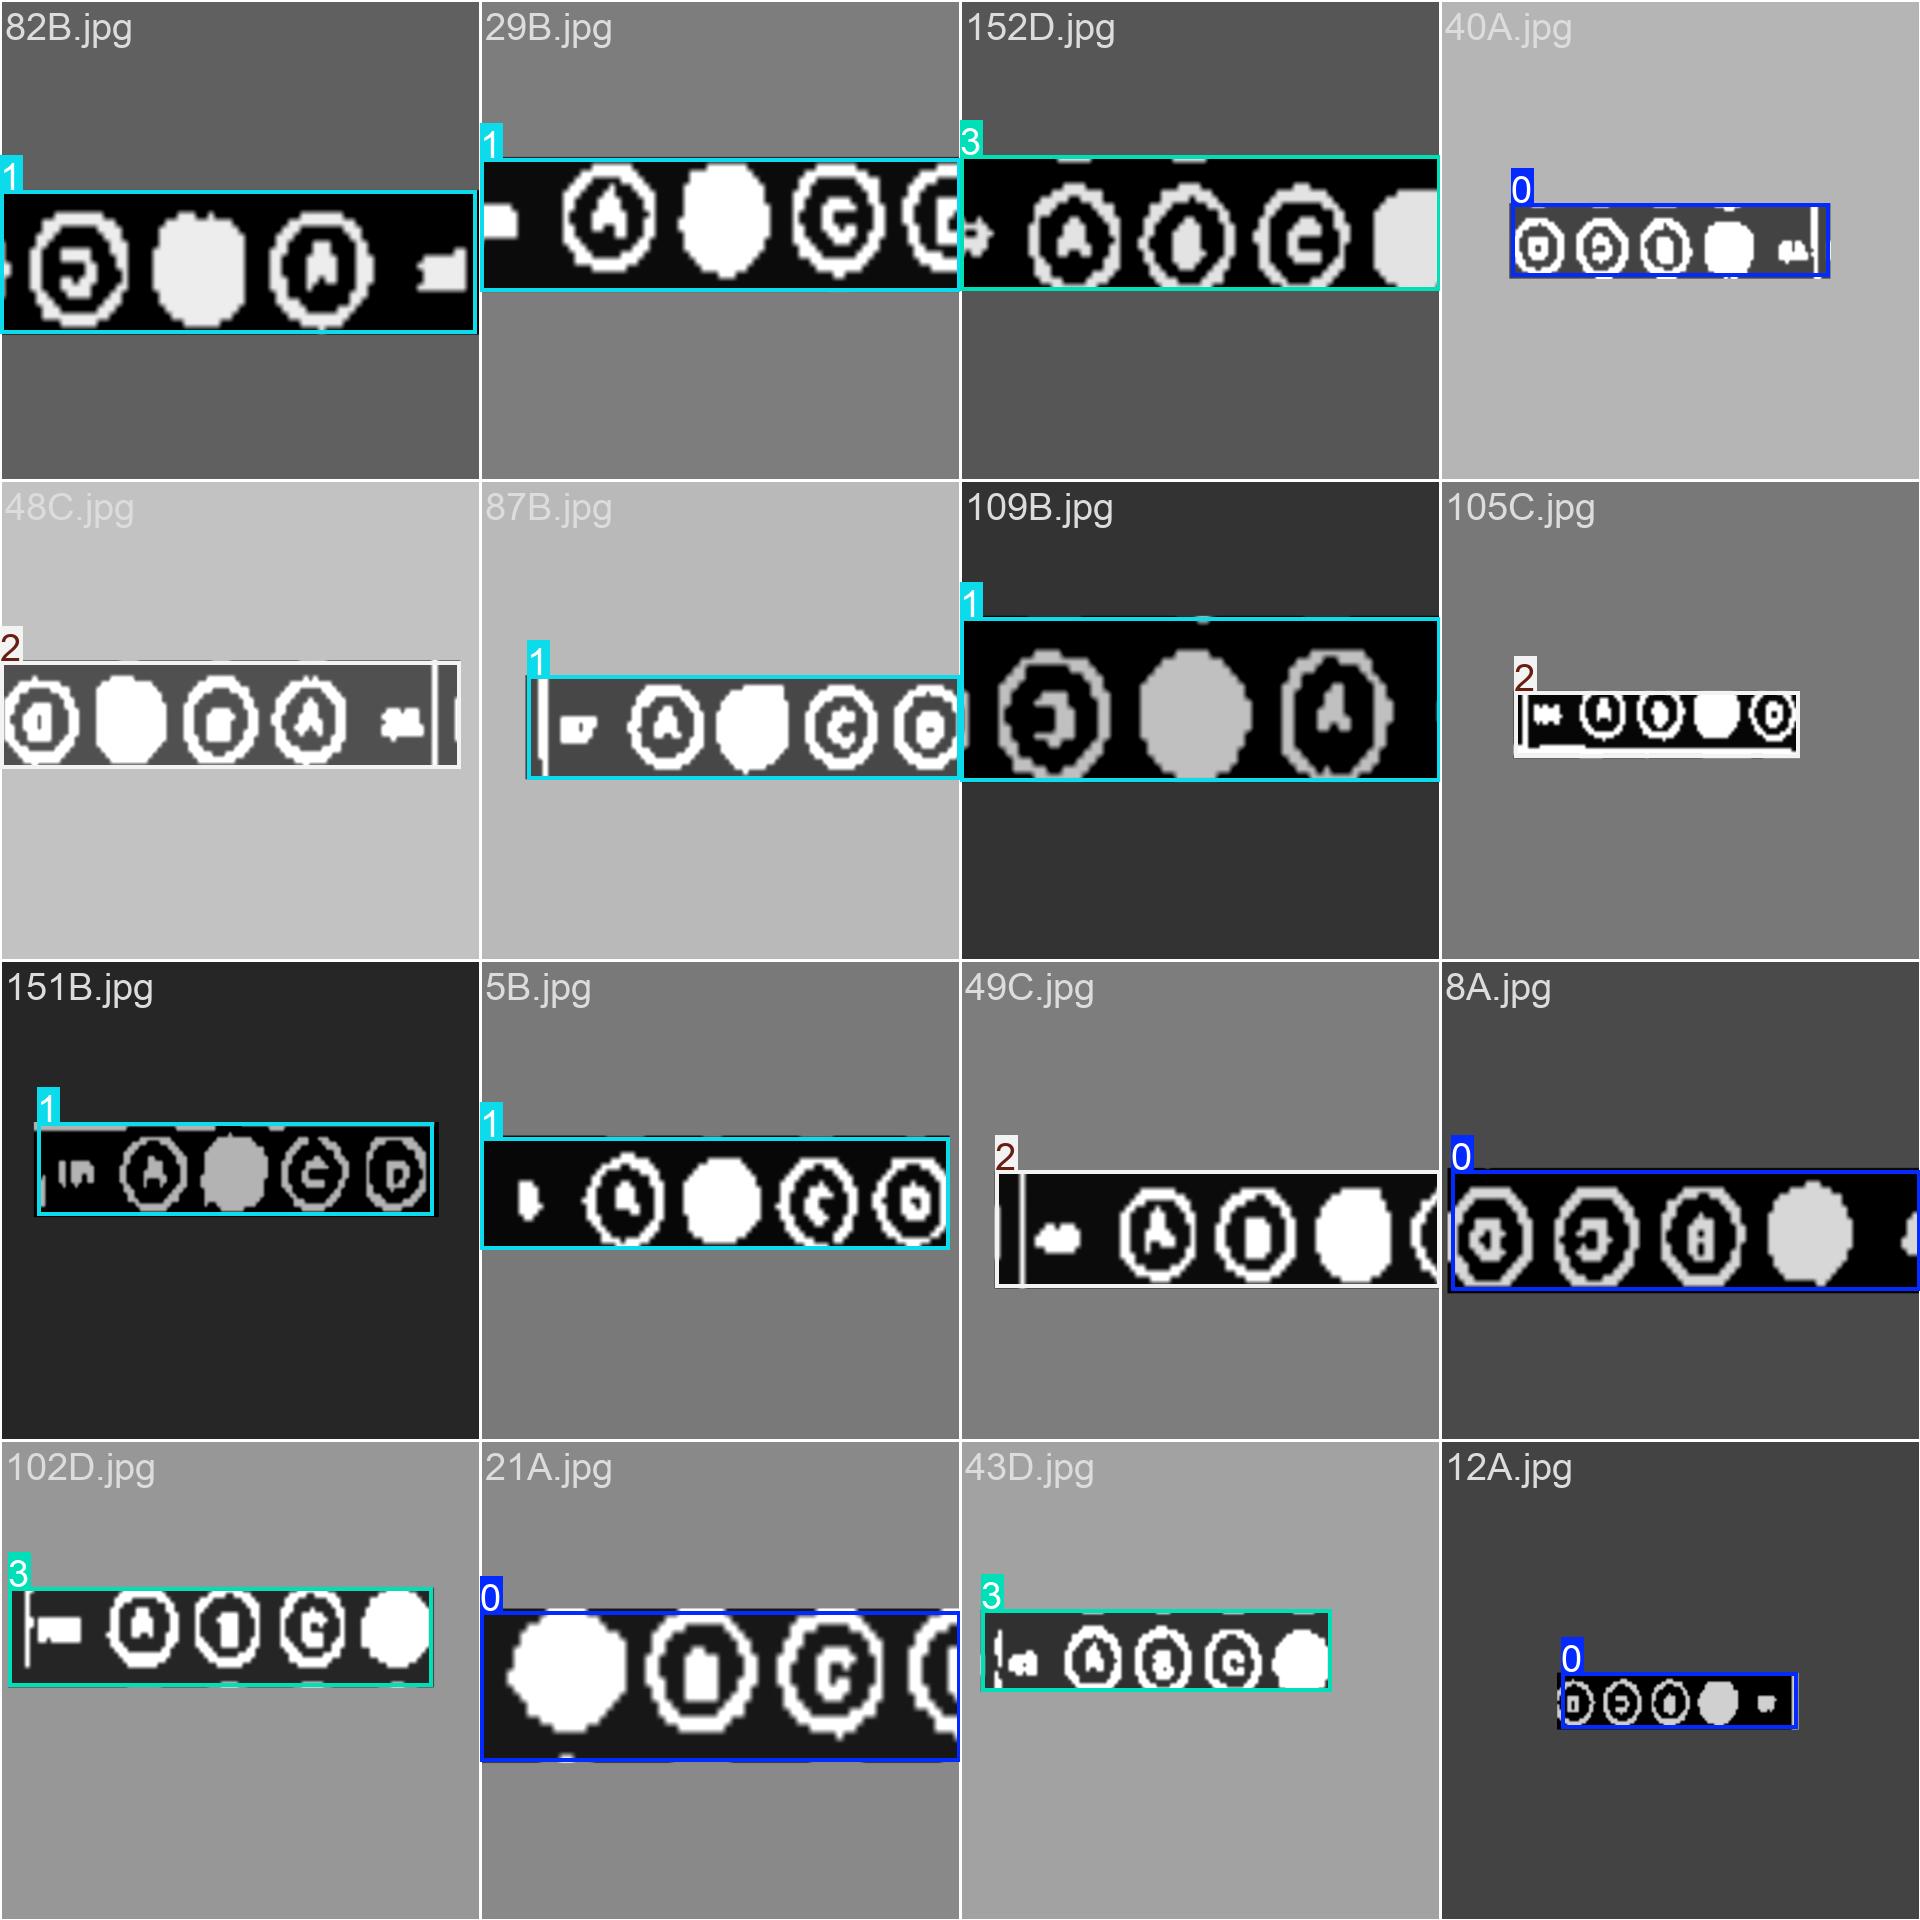 82B.jpg 29B.jpg 152D.jpg 40A.jpg
1 1 3 0
A
A C
A C
48C.jpg 87B.jpg 109B.jpg 105C.jpg
2 1 1 2
A
A C
A
A
151B.jpg 5B.jpg 49C.jpg 8A.jpg
1 1 2 0
A C D
A C
A
102D.jpg 21A.jpg 43D.jpg 12A.jpg
3 0 3 0
A C
C
A B C